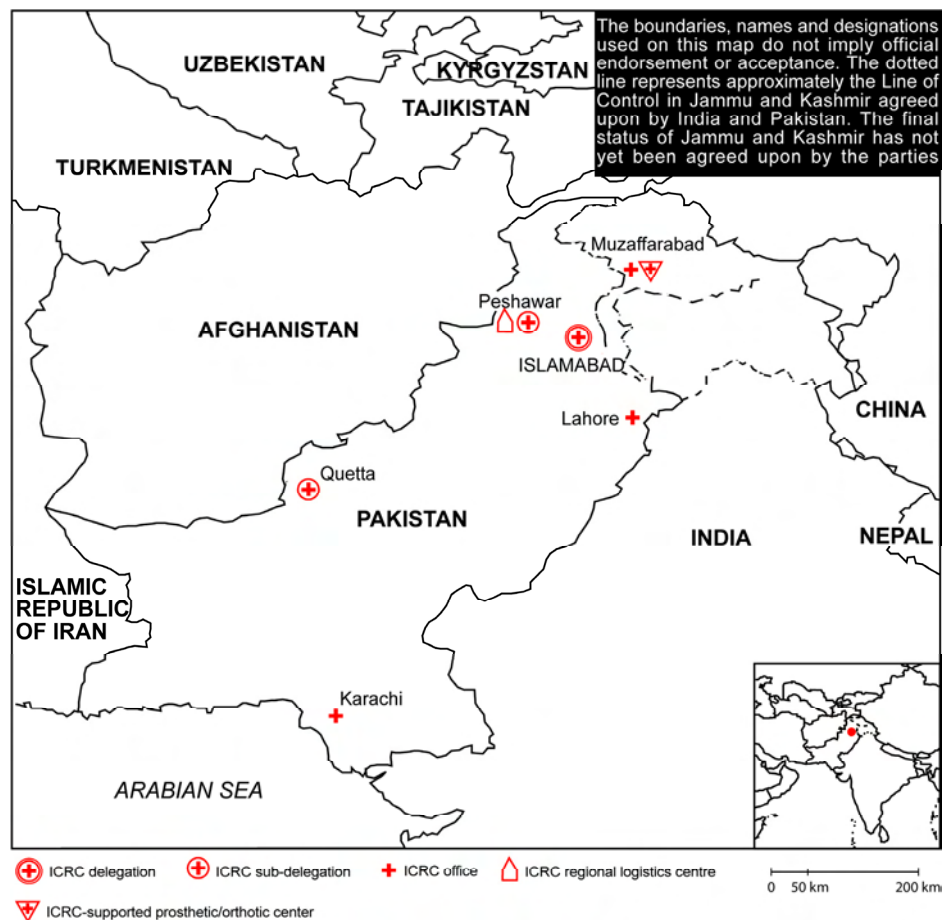 The boundaries, names and designations
used on this map do not imply official
endorsement or acceptance. The dotted
line represents approximately the Line of
Control in Jammu and Kashmir agreed
upon by India and Pakistan. The final
status of Jammu and Kashmir has not
yet been agreed upon by the parties
UZBEKISTAN
KYRGYZSTAN
TAJIKISTAN
TURKMENISTAN
Muzaffarabad
Peshawar
AFGHANISTAN
ISLAMABAD
CHINA
Lahore
Quetta
PAKISTAN
INDIA
NEPAL
ISLAMIC
REPUBLIC
OF IRAN
Karachi
ARABIAN SEA
ICRC delegation
ICRC sub-delegation
ICRC office
ICRC regional logistics centre
0 50 km 200 km
ICRC-supported prosthetic/orthotic center